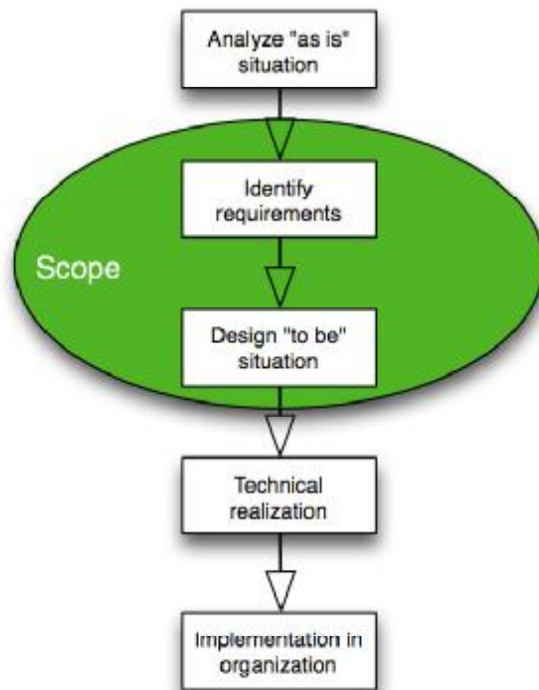 Analyze "as is"
situation
Identify
requirements
Scope
Design "to be"
situation
Technical
realization
Implementation in
organization